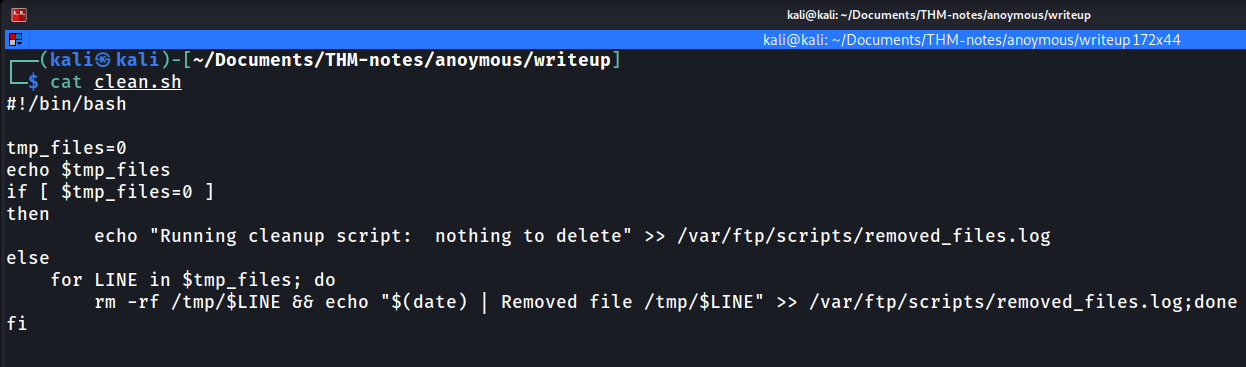 kali@kali: ~/Documents/THM-notes/anoymous/writeup
kali@kali: ~/Documents/THM-notes/anoymous/writeup 172x44
┌──(kali㉿kali)-[~/Documents/THM-notes/anoymous/writeup]
└─$ cat clean.sh
#!/bin/bash

tmp_files=0
echo $tmp_files
if [ $tmp_files=0 ]
then
        echo "Running cleanup script:  nothing to delete" >> /var/ftp/scripts/removed_files.log
else
    for LINE in $tmp_files; do
        rm -rf /tmp/$LINE && echo "$(date) | Removed file /tmp/$LINE" >> /var/ftp/scripts/removed_files.log;done
fi